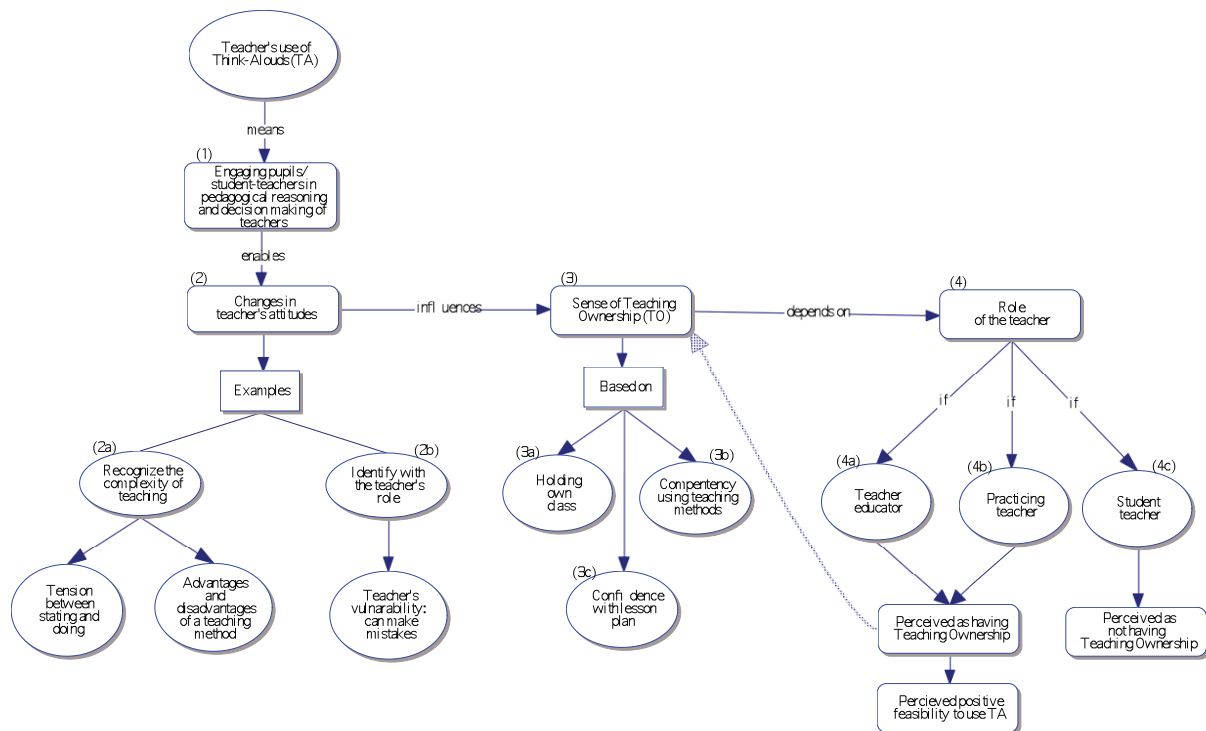 Teacher's use of
Think-Alouds (TA)
means
(1)
Engaging pupils/
student-teachers in
pedagogical reasoning
and decision making of
teachers
enables
(2)
Changes in
teacher's attitudes
influences
(3)
Sense of Teaching
Ownership (TO)
depends on
(4)
Role
of the teacher
Examples
Based on
if
if
if
(2a)
Recognize the
complexity of
teaching
(2b)
Identify with
the teacher's
role
(3a)
Holding
own
class
(3b)
Compentency
using teaching
methods
(4a)
Teacher
educator
(4b)
Practicing
teacher
(4c)
Student
teacher
Tension
between
stating and
doing
Advantages
and
disadvantages
of a teaching
method
Teacher's
vulnarability:
can make
mistakes
(3c)
Confidence
with lesson
plan
Perceived as having
Teaching Ownership
Perceived as
not having
Teaching Ownership
Percieved positive
feasibility to use TA